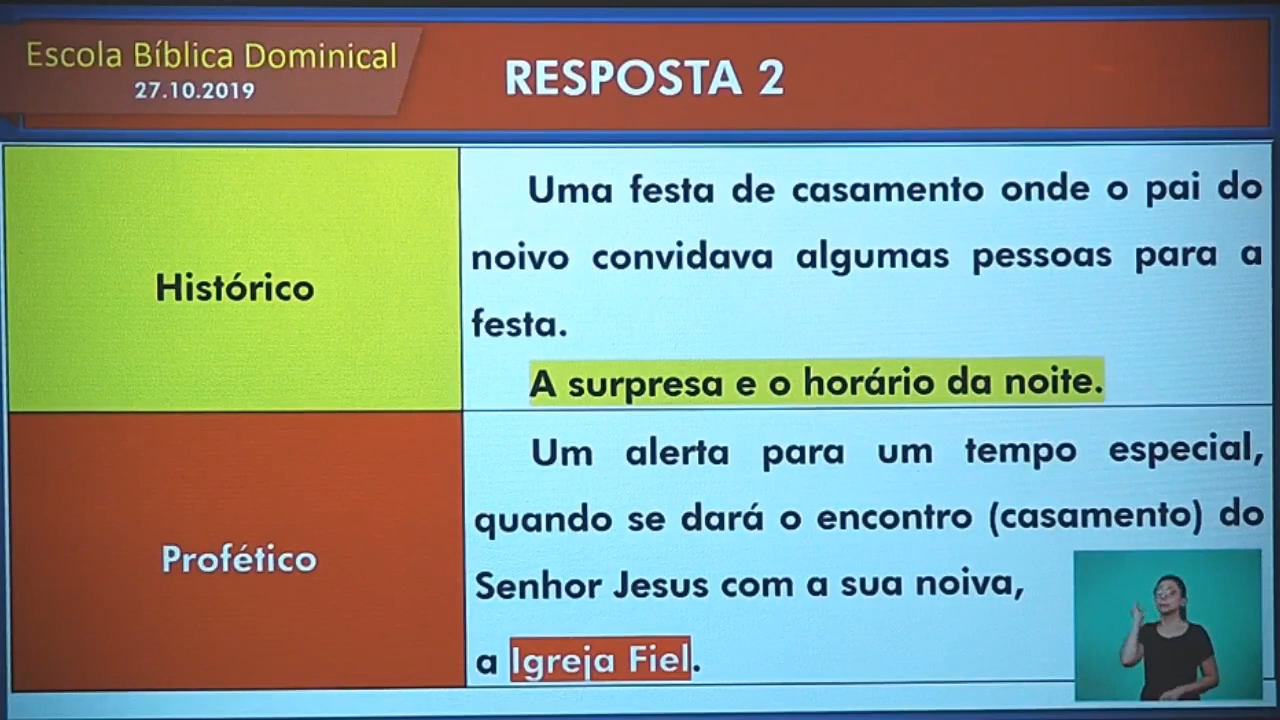 Escola Bíblica Dominical
27.10.2019
RESPOSTA 2
Histórico
Uma festa de casamento onde o pai do
noivo convidava algumas pessoas para a
festa.
A surpresa e o horário da noite.
Profético
Um alerta para um tempo especial,
quando se dará o encontro (casamento) do
Senhor Jesus com a sua noiva,
a Igreja Fiel.